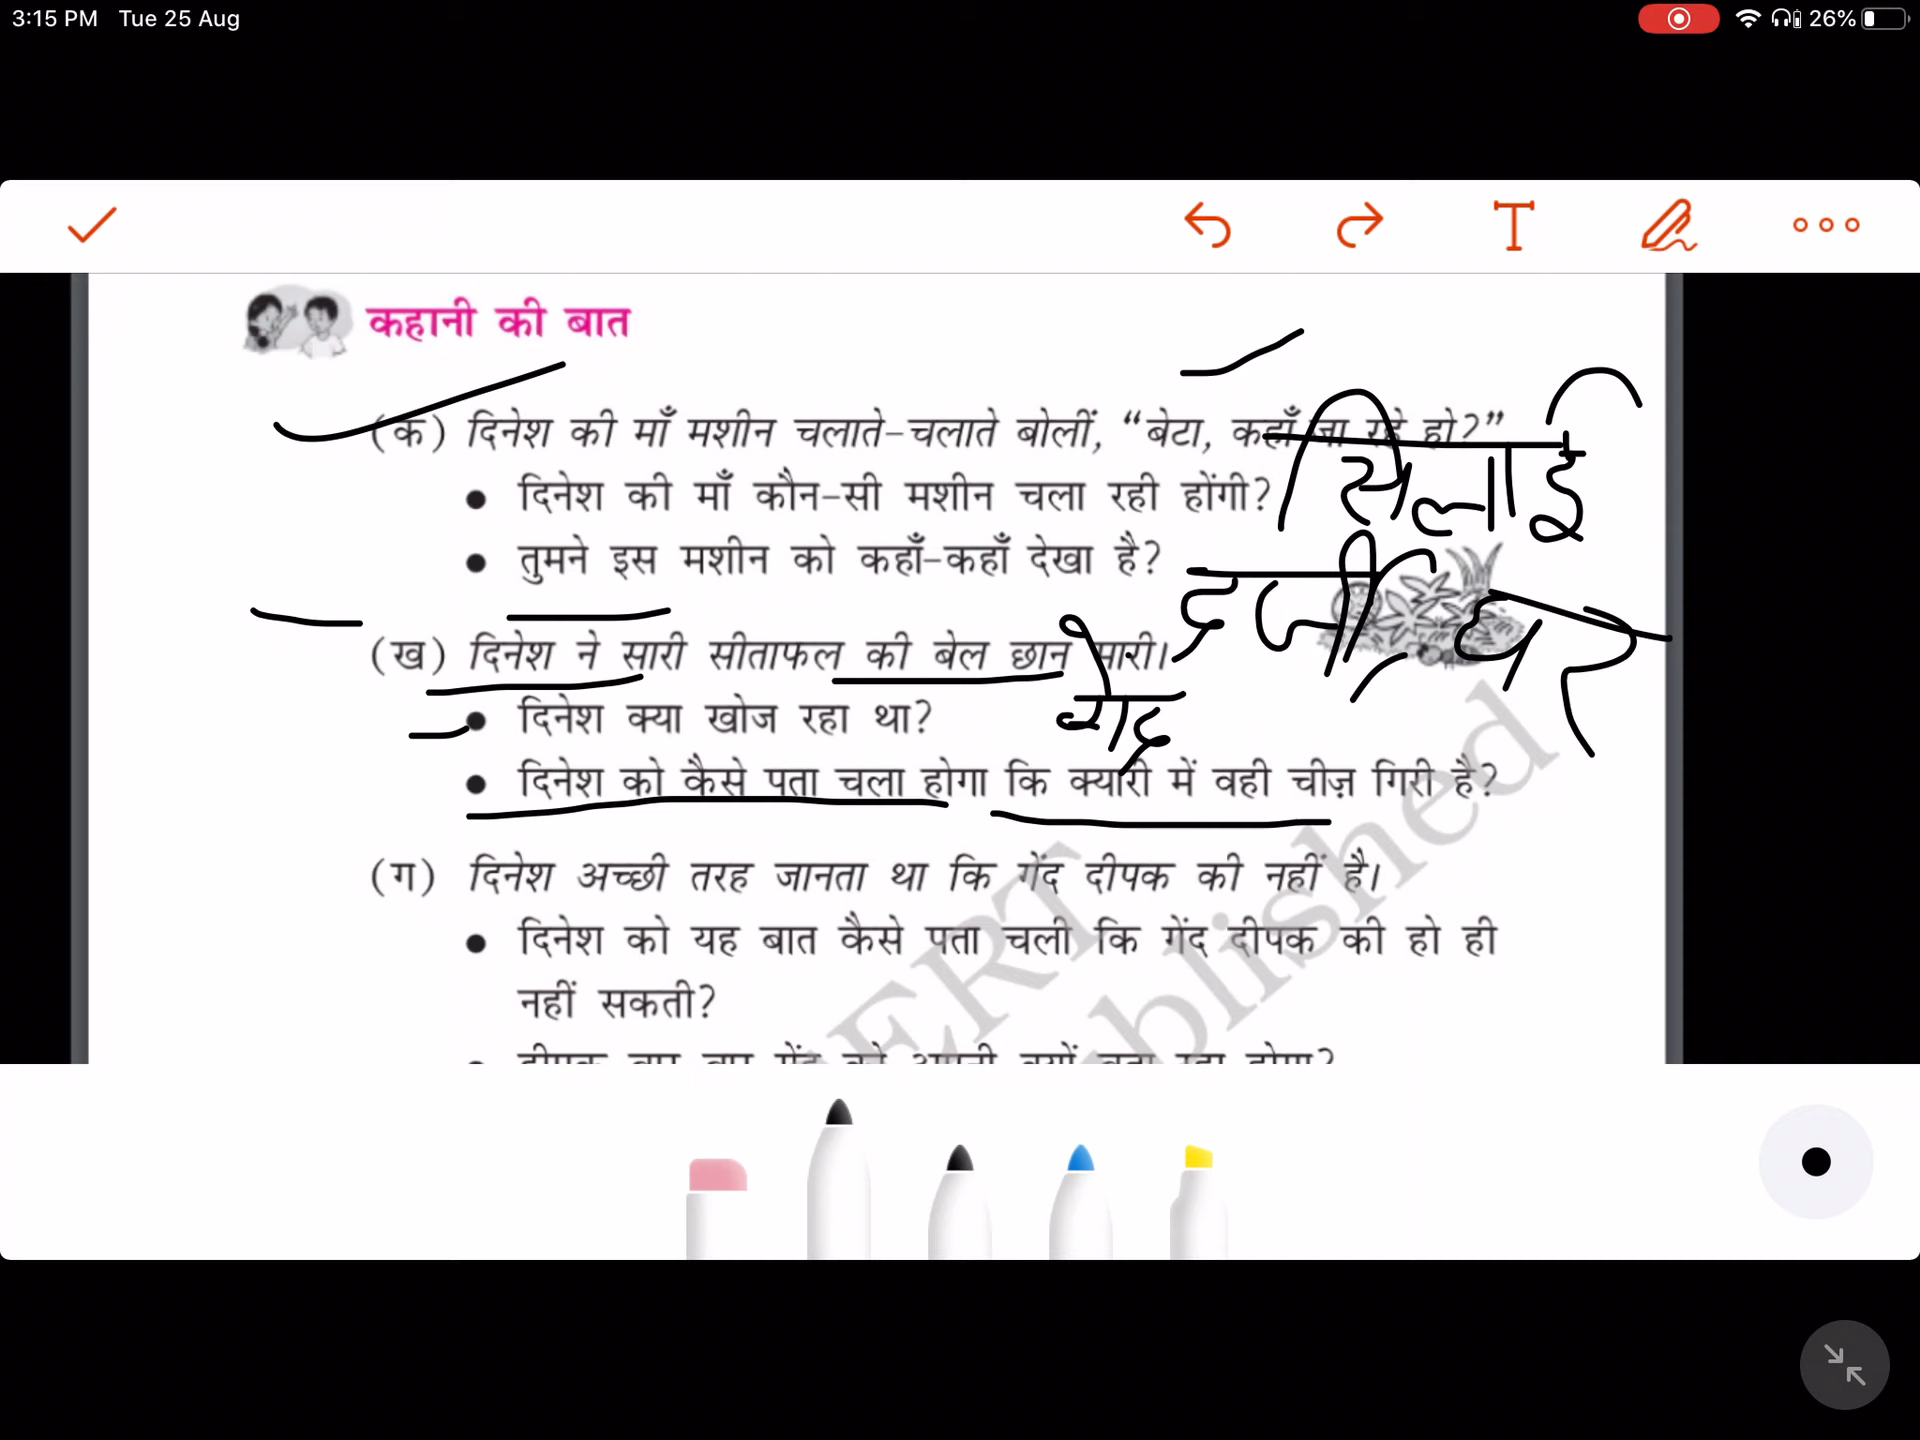 3:15 PM Tue 25 Aug
26%
T
कहानी की बात
(क) दिनेश की माँ मशीन चलाते-चलाते बोलीं, “बेटा, कहाँ जा रहे हो?”
● दिनेश की माँ कौन-सी मशीन चला रही होंगी?
सिलाई
● तुमने इस मशीन को कहाँ-कहाँ देखा है?
दर्जी, घर
(ख) दिनेश ने सारी सीताफल की बेल छान मारी।
● दिनेश क्या खोज रहा था?
गेंद
● दिनेश को कैसे पता चला होगा कि क्यारी में वही चीज़ गिरी है?
(ग) दिनेश अच्छी तरह जानता था कि गेंद दीपक की नहीं है।
● दिनेश को यह बात कैसे पता चली कि गेंद दीपक की हो ही
नहीं सकती?